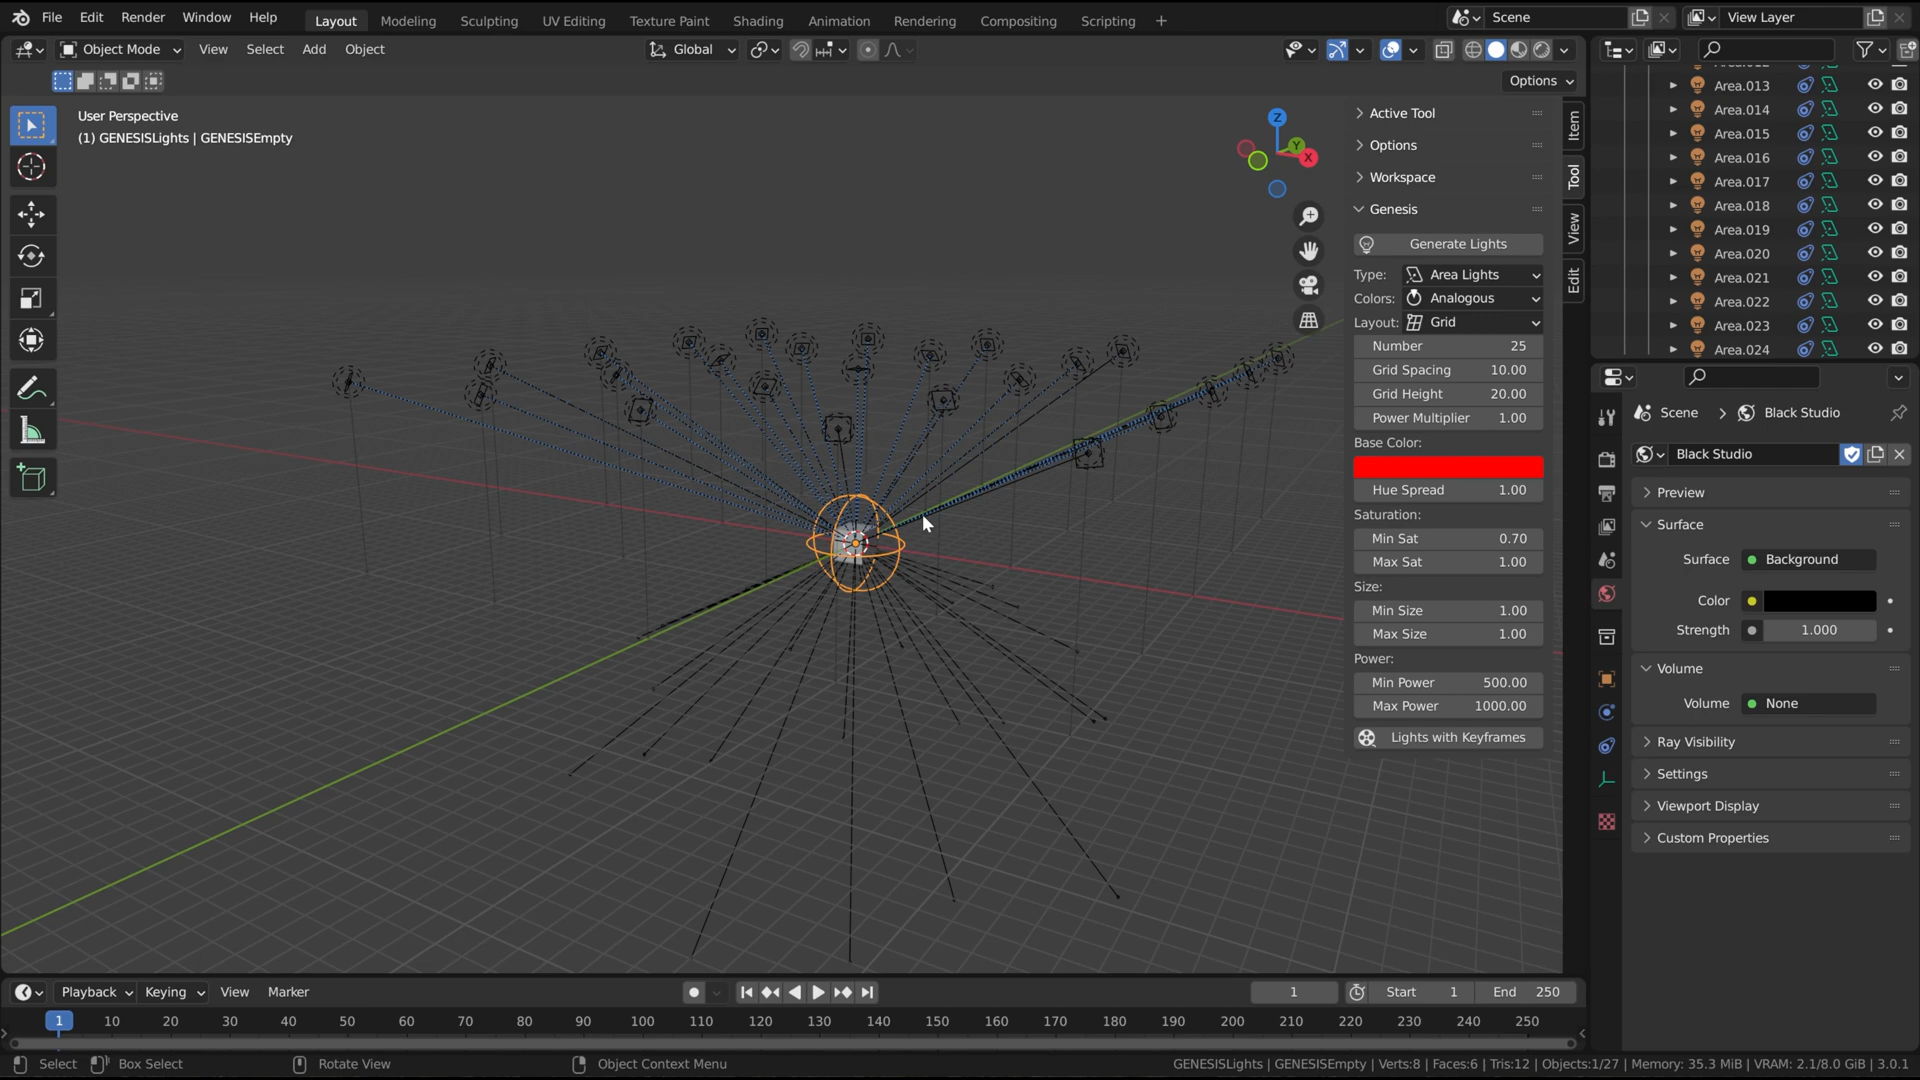 File Edit Render Window Help Layout Modeling Sculpting UV Editing Texture Paint Shading Animation Rendering Compositing Scripting + Scene View Layer
Object Mode View Select Add Object Global
Options
User Perspective
(1) GENESISLights | GENESISEmpty
Z
Y
X
Active Tool
Options
Workspace
Genesis
Generate Lights
Type: Area Lights
Colors: Analogous
Layout: Grid
Number 25
Grid Spacing 10.00
Grid Height 20.00
Power Multiplier 1.00
Base Color:
Hue Spread 1.00
Saturation:
Min Sat 0.70
Max Sat 1.00
Size:
Min Size 1.00
Max Size 1.00
Power:
Min Power 500.00
Max Power 1000.00
Lights with Keyframes
Item
Tool
View
Edit
Area.013
Area.014
Area.015
Area.016
Area.017
Area.018
Area.019
Area.020
Area.021
Area.022
Area.023
Area.024
Scene > Black Studio
Black Studio
Preview
Surface
Surface Background
Color
Strength 1.000
Volume
Volume None
Ray Visibility
Settings
Viewport Display
Custom Properties
Playback Keying View Marker 1 Start 1 End 250
1 10 20 30 40 50 60 70 80 90 100 110 120 130 140 150 160 170 180 190 200 210 220 230 240 250
Select Box Select Rotate View Object Context Menu GENESISLights | GENESISEmpty | Verts:8 | Faces:6 | Tris:12 | Objects:1/27 | Memory: 35.3 MiB | VRAM: 2.1/8.0 GiB | 3.0.1